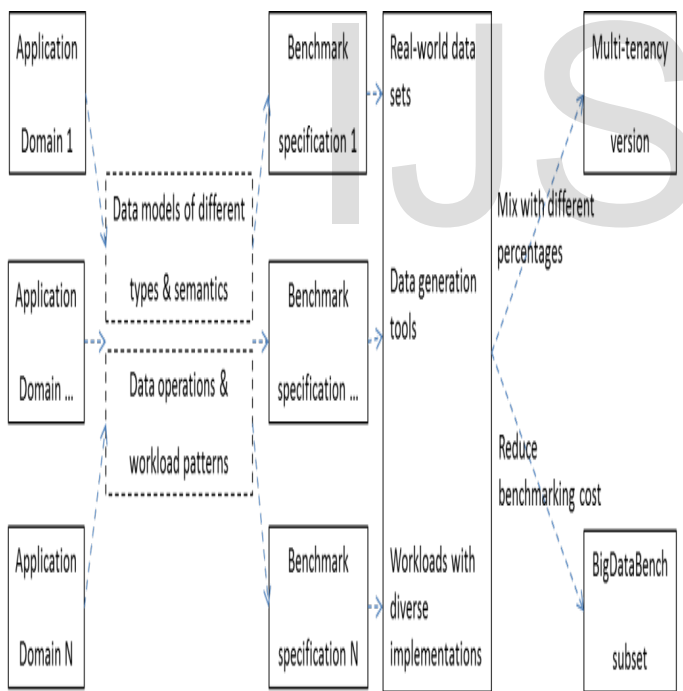 Application
Domain 1
Application
Domain ...
Application
Domain N
Data models of different
types & semantics
Data operations &
workload patterns
Benchmark
specification 1
Benchmark
specification ...
Benchmark
specification N
Real-world data
sets
Data generation
tools
Workloads with
diverse
implementations
Mix with different
percentages
Reduce
benchmarking cost
Multi-tenancy
version
BigDataBench
subset
IJS